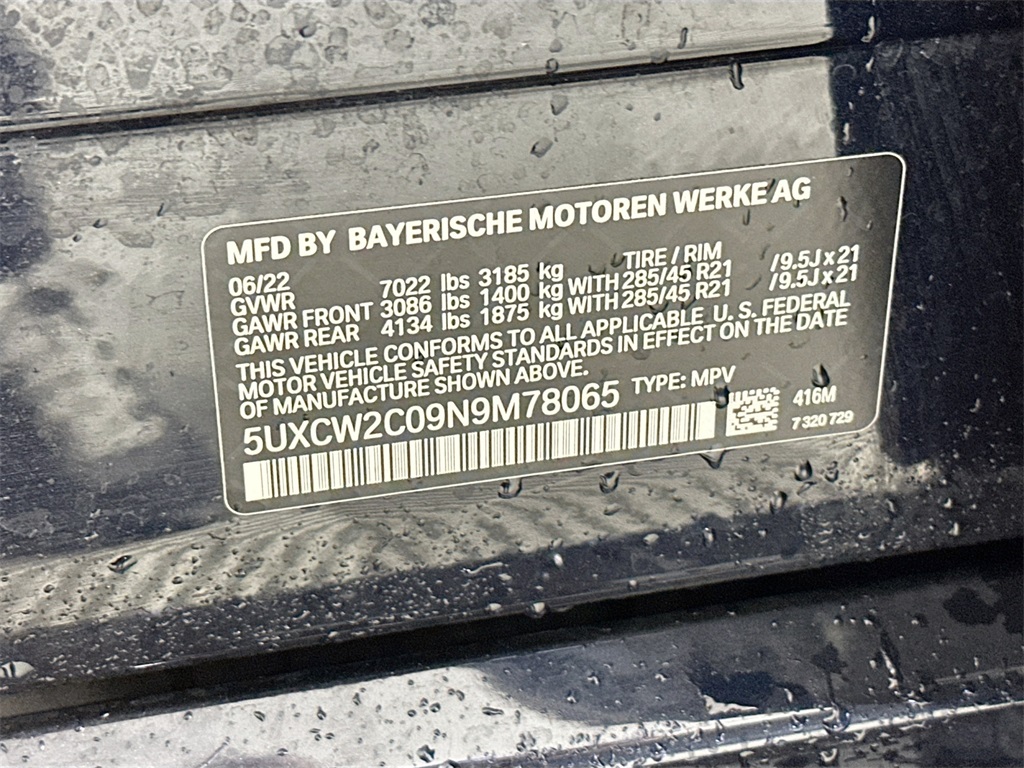 MFD BY BAYERISCHE MOTOREN WERKE AG
06/22 TIRE / RIM
GVWR 7022 lbs 3185 kg
GAWR FRONT 3086 lbs 1400 kg WITH 285/45 R21 /9.5J x 21
GAWR REAR 4134 lbs 1875 kg WITH 285/45 R21 /9.5J x 21
THIS VEHICLE CONFORMS TO ALL APPLICABLE U. S. FEDERAL
MOTOR VEHICLE SAFETY STANDARDS IN EFFECT ON THE DATE
OF MANUFACTURE SHOWN ABOVE.
5UXCW2C09N9M78065 TYPE: MPV
416M
7 320 729